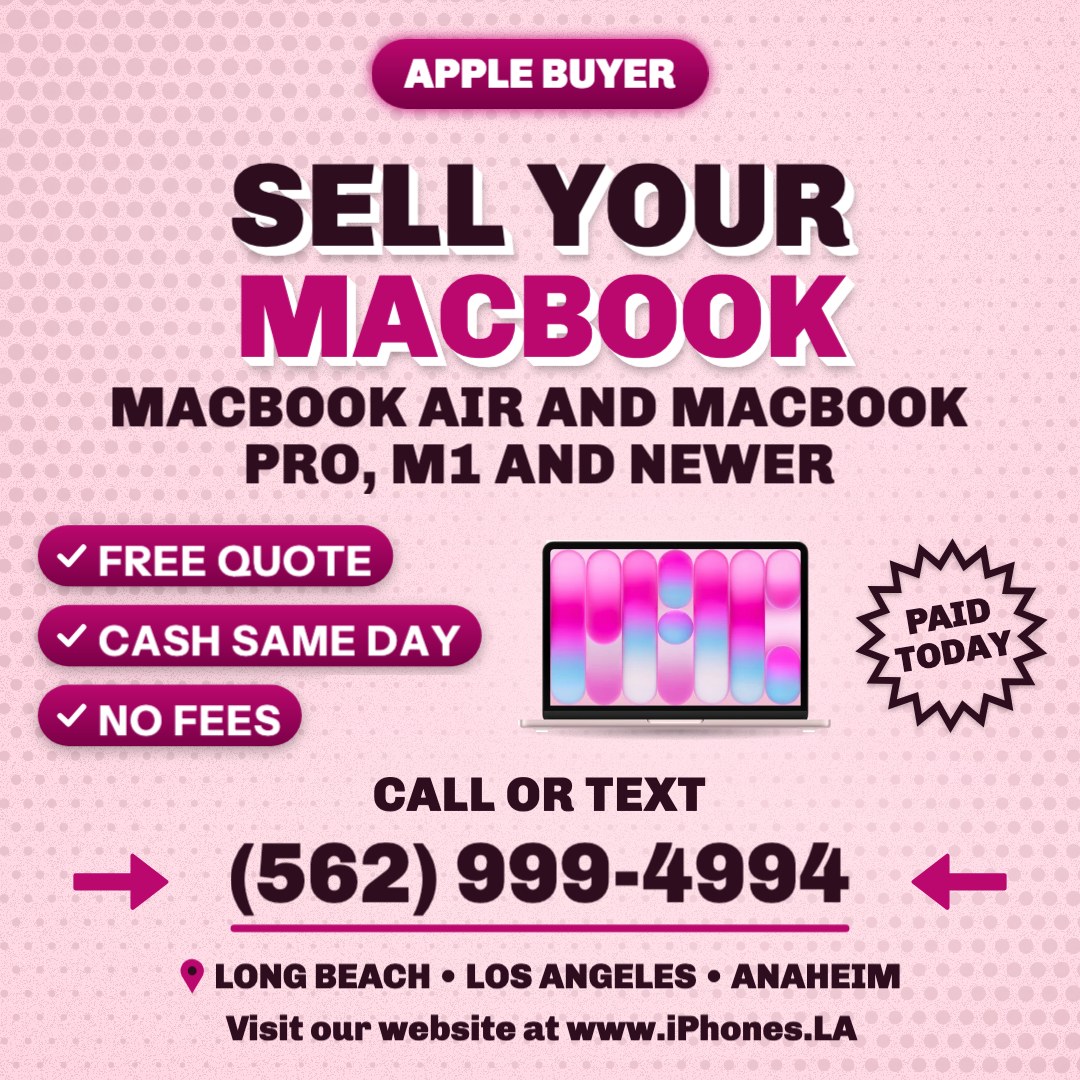 APPLE BUYER
SELL YOUR
MACBOOK
MACBOOK AIR AND MACBOOK
PRO, M1 AND NEWER
✓ FREE QUOTE
✓ CASH SAME DAY
✓ NO FEES
PAID
TODAY
CALL OR TEXT
(562) 999-4994
LONG BEACH • LOS ANGELES • ANAHEIM
Visit our website at www.iPhones.LA